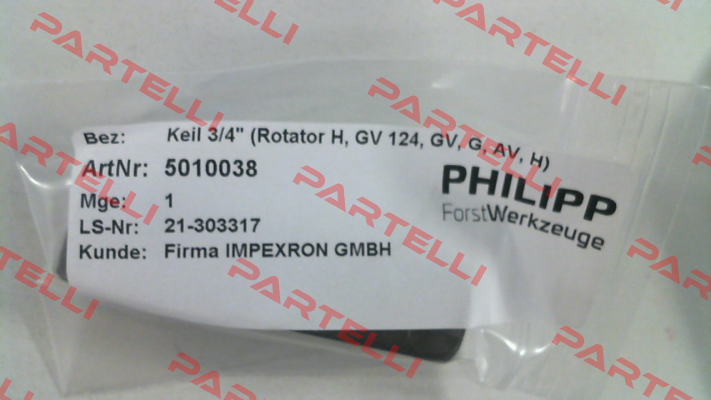 Bez: Keil 3/4" (Rotator H, GV 124, GV, G, AV, H)
ArtNr: 5010038
Mge: 1
LS-Nr: 21-303317
Kunde: Firma IMPEXRON GMBH
PHILIPP
ForstWerkzeuge
PARTELLI
PARTELLI
PARTELLI
PARTELLI
PARTELLI
PARTELLI
PARTELLI
PARTELLI
PARTELLI